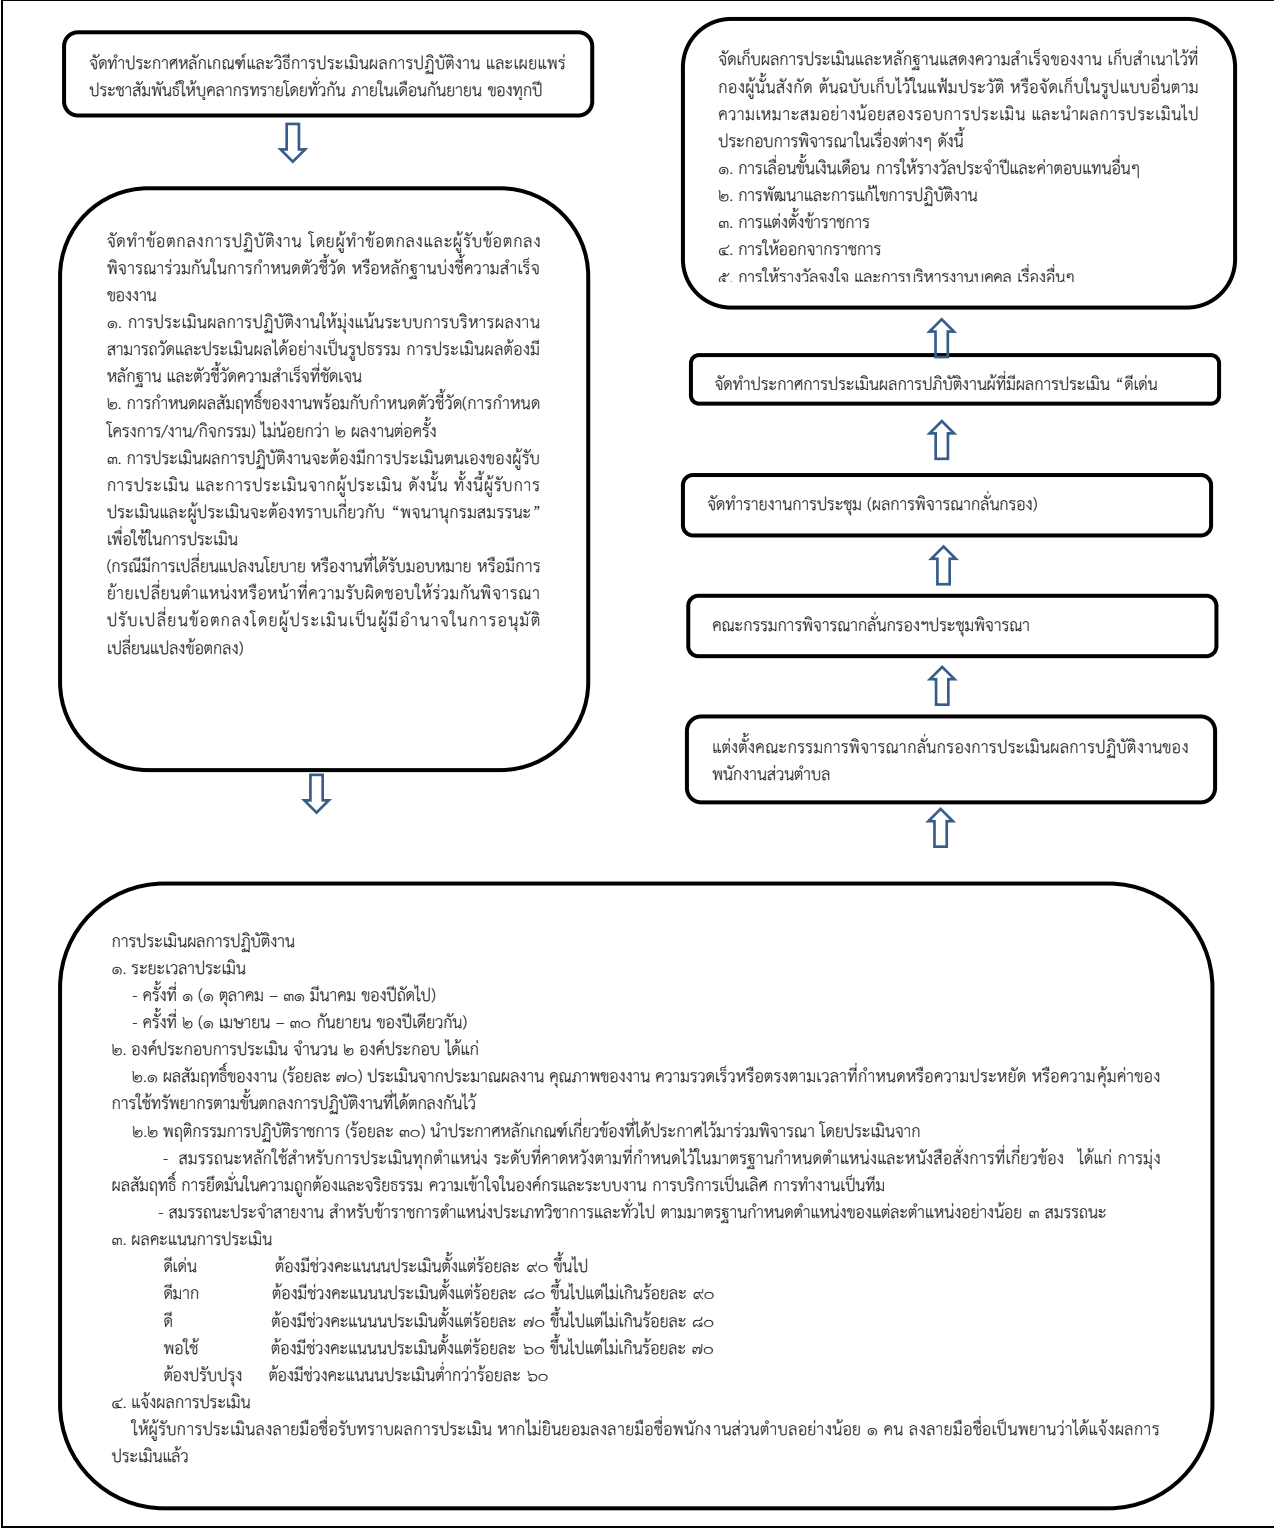 จัดทำประกาศหลักเกณฑ์และวิธีการประเมินผลการปฏิบัติงาน และเผยแพร่
ประชาสัมพันธ์ให้บุคลากรทรายโดยทั่วกัน ภายในเดือนกันยายน ของทุกปี
จัดทำข้อตกลงการปฏิบัติงาน โดยผู้ทำข้อตกลงและผู้รับข้อตกลง
พิจารณาร่วมกันในการกำหนดตัวชี้วัด หรือหลักฐานบ่งชี้ความสำเร็จ
ของงาน
๑. การประเมินผลการปฏิบัติงานให้มุ่งแน้นระบบการบริหารผลงาน
สามารถวัดและประเมินผลได้อย่างเป็นรูปธรรม การประเมินผลต้องมี
หลักฐาน และตัวชี้วัดความสำเร็จที่ชัดเจน
๒. การกำหนดผลสัมฤทธิ์ของงานพร้อมกับกำหนดตัวชี้วัด(การกำหนด
โครงการ/งาน/กิจกรรม) ไม่น้อยกว่า ๒ ผลงานต่อครั้ง
๓. การประเมินผลการปฏิบัติงานจะต้องมีการประเมินตนเองของผู้รับ
การประเมิน และการประเมินจากผู้ประเมิน ดังนั้น ทั้งนี้ผู้รับการ
ประเมินและผู้ประเมินจะต้องทราบเกี่ยวกับ “พจนานุกรมสมรรนะ”
เพื่อใช้ในการประเมิน
(กรณีมีการเปลี่ยนแปลงนโยบาย หรืองานที่ได้รับมอบหมาย หรือมีการ
ย้ายเปลี่ยนตำแหน่งหรือหน้าที่ความรับผิดชอบให้ร่วมกันพิจารณา
ปรับเปลี่ยนข้อตกลงโดยผู้ประเมินเป็นผู้มีอำนาจในการอนุมัติ
เปลี่ยนแปลงข้อตกลง)
จัดเก็บผลการประเมินและหลักฐานแสดงความสำเร็จของงาน เก็บสำเนาไว้ที่
กองผู้นั้นสังกัด ต้นฉบับเก็บไว้ในแฟ้มประวัติ หรือจัดเก็บในรูปแบบอื่นตาม
ความเหมาะสมอย่างน้อยสองรอบการประเมิน และนำผลการประเมินไป
ประกอบการพิจารณาในเรื่องต่างๆ ดังนี้
๑. การเลื่อนขั้นเงินเดือน การให้รางวัลประจำปีและค่าตอบแทนอื่นๆ
๒. การพัฒนาและการแก้ไขการปฏิบัติงาน
๓. การแต่งตั้งข้าราชการ
๔. การให้ออกจากราชการ
๕. การให้รางวัลจูงใจ และการบริหารงานบุคคล เรื่องอื่นๆ
จัดทำประกาศการประเมินผลการปฏิบัติงานผู้ที่มีผลการประเมิน “ดีเด่น
จัดทำรายงานการประชุม (ผลการพิจารณากลั่นกรอง)
คณะกรรมการพิจารณากลั่นกรองฯประชุมพิจารณา
แต่งตั้งคณะกรรมการพิจารณากลั่นกรองการประเมินผลการปฏิบัติงานของ
พนักงานส่วนตำบล
การประเมินผลการปฏิบัติงาน
๑. ระยะเวลาประเมิน
- ครั้งที่ ๑ (๑ ตุลาคม – ๓๑ มีนาคม ของปีถัดไป)
- ครั้งที่ ๒ (๑ เมษายน – ๓๐ กันยายน ของปีเดียวกัน)
๒. องค์ประกอบการประเมิน จำนวน ๒ องค์ประกอบ ได้แก่
๒.๑ ผลสัมฤทธิ์ของงาน (ร้อยละ ๗๐) ประเมินจากประมาณผลงาน คุณภาพของงาน ความรวดเร็วหรือตรงตามเวลาที่กำหนดหรือความประหยัด หรือความคุ้มค่าของ
การใช้ทรัพยากรตามขั้นตกลงการปฏิบัติงานที่ได้ตกลงกันไว้
๒.๒ พฤติกรรมการปฏิบัติราชการ (ร้อยละ ๓๐) นำประกาศหลักเกณฑ์เกี่ยวข้องที่ได้ประกาศไว้มาร่วมพิจารณา โดยประเมินจาก
- สมรรถนะหลักใช้สำหรับการประเมินทุกตำแหน่ง ระดับที่คาดหวังตามที่กำหนดไว้ในมาตรฐานกำหนดตำแหน่งและหนังสือสั่งการที่เกี่ยวข้อง ได้แก่ การมุ่ง
ผลสัมฤทธิ์ การยึดมั่นในความถูกต้องและจริยธรรม ความเข้าใจในองค์กรและระบบงาน การบริการเป็นเลิศ การทำงานเป็นทีม
- สมรรถนะประจำสายงาน สำหรับข้าราชการตำแหน่งประเภทวิชาการและทั่วไป ตามมาตรฐานกำหนดตำแหน่งของแต่ละตำแหน่งอย่างน้อย ๓ สมรรถนะ
๓. ผลคะแนนการประเมิน
ดีเด่น ต้องมีช่วงคะแนนนประเมินตั้งแต่ร้อยละ ๙๐ ขึ้นไป
ดีมาก ต้องมีช่วงคะแนนนประเมินตั้งแต่ร้อยละ ๘๐ ขึ้นไปแต่ไม่เกินร้อยละ ๙๐
ดี ต้องมีช่วงคะแนนนประเมินตั้งแต่ร้อยละ ๗๐ ขึ้นไปแต่ไม่เกินร้อยละ ๘๐
พอใช้ ต้องมีช่วงคะแนนนประเมินตั้งแต่ร้อยละ ๖๐ ขึ้นไปแต่ไม่เกินร้อยละ ๗๐
ต้องปรับปรุง ต้องมีช่วงคะแนนนประเมินต่ำกว่าร้อยละ ๖๐
๔. แจ้งผลการประเมิน
ให้ผู้รับการประเมินลงลายมือชื่อรับทราบผลการประเมิน หากไม่ยินยอมลงลายมือชื่อพนักงานส่วนตำบลอย่างน้อย ๑ คน ลงลายมือชื่อเป็นพยานว่าได้แจ้งผลการ
ประเมินแล้ว